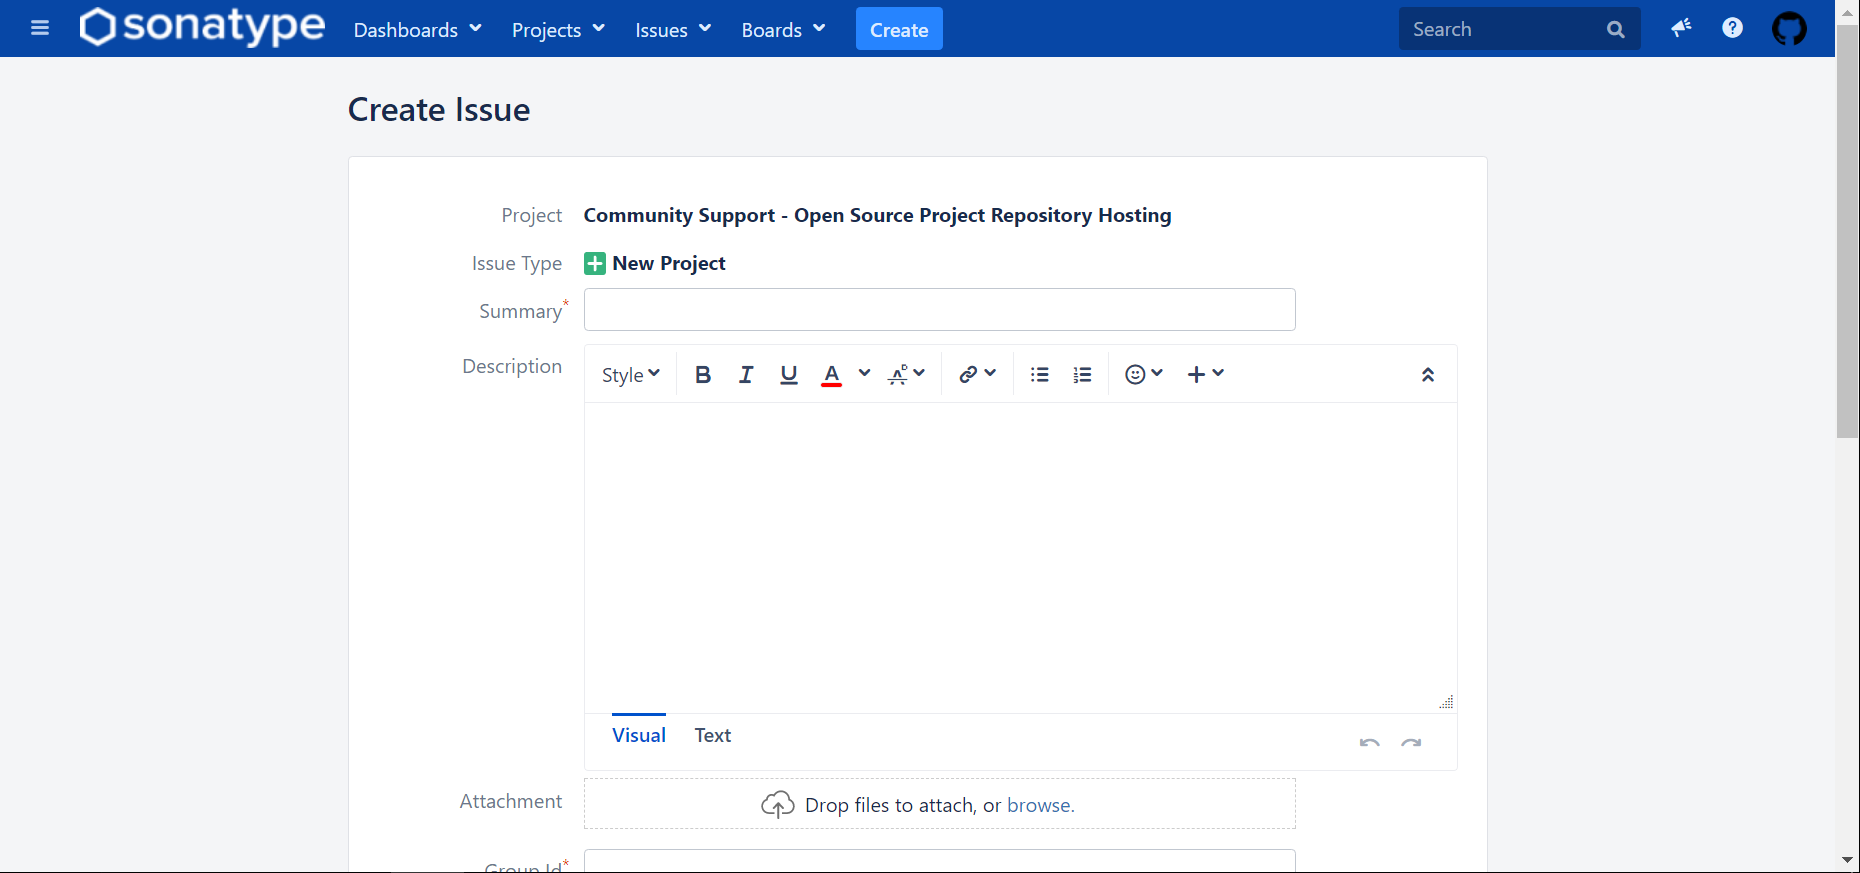 sonatype Dashboards Projects Issues Boards Create Search
Create Issue
Project Community Support - Open Source Project Repository Hosting
Issue Type New Project
Summary*
Description Style B I U A
Visual Text
Attachment Drop files to attach, or browse.
Group Id*